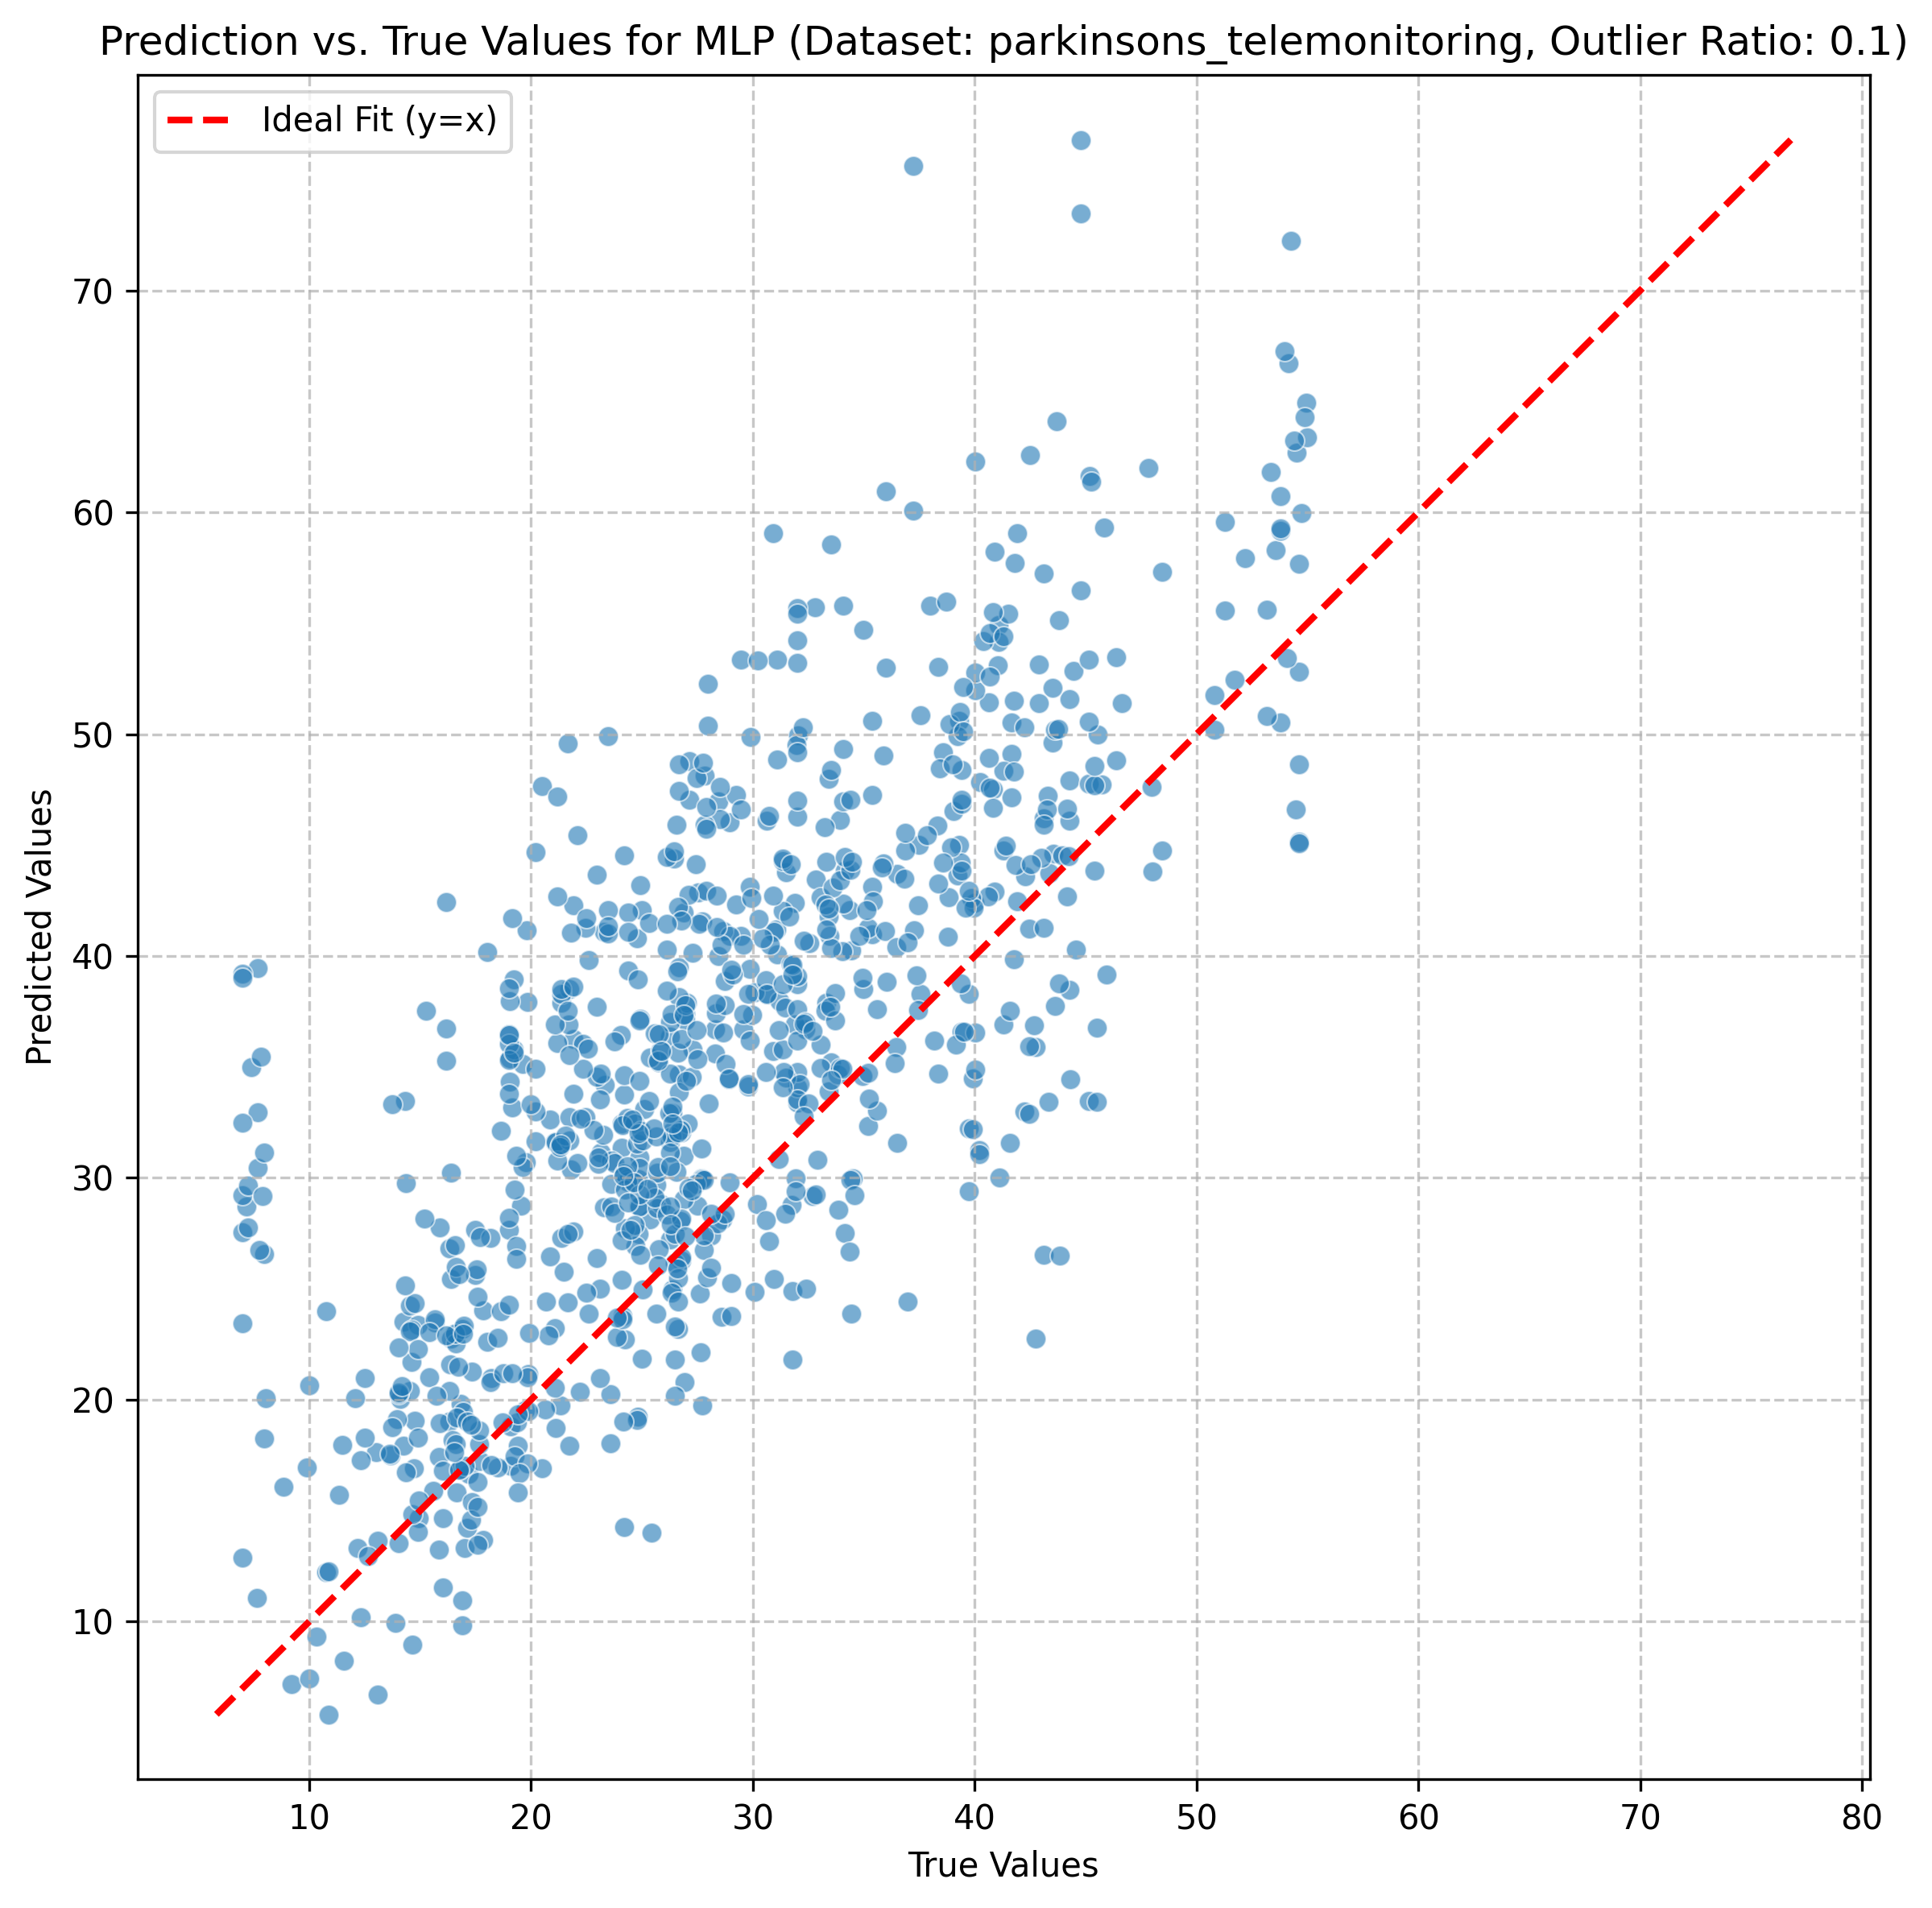 Prediction vs. True Values for MLP (Dataset: parkinsons_telemonitoring, Outlier Ratio: 0.1)
Ideal Fit (y=x)
Predicted Values
70
60
50
40
30
20
10
10 20 30 40 50 60 70 80
True Values